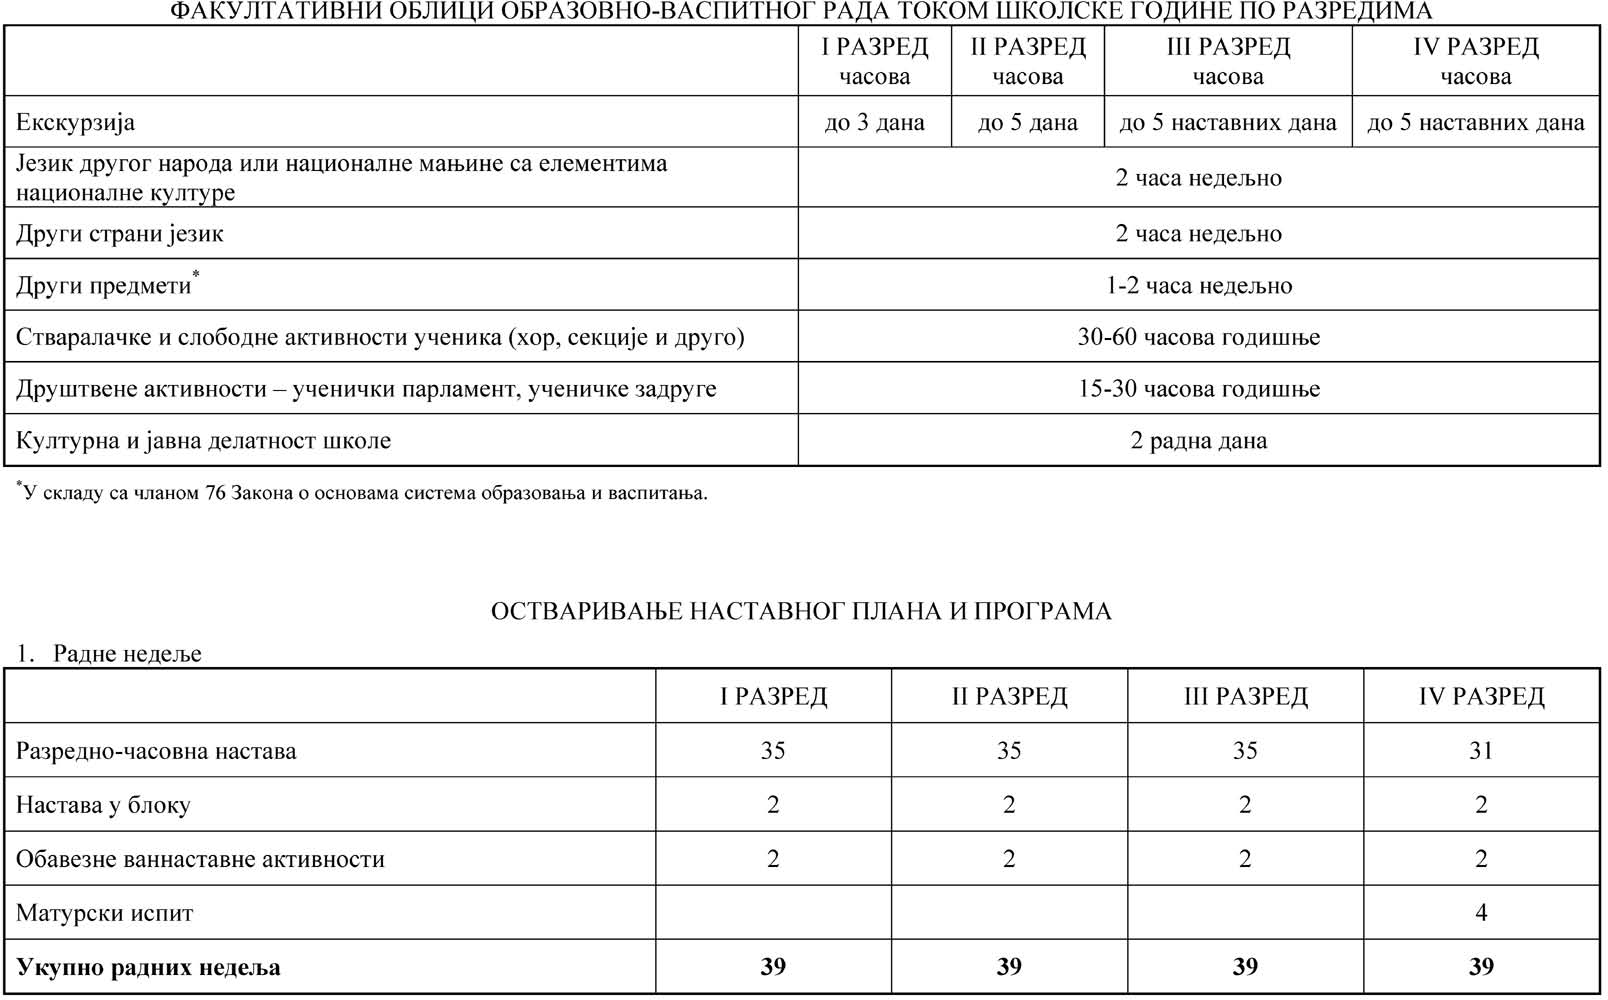 ФАКУЛТАТИВНИ ОБЛИЦИ ОБРАЗОВНО-ВАСПИТНОГ РАДА ТОКОМ ШКОЛСКЕ ГОДИНЕ ПО РАЗРЕДИМА
I РАЗРЕД II РАЗРЕД III РАЗРЕД IV РАЗРЕД
часова часова часова часова
Екскурзија до 3 дана до 5 дана до 5 наставних дана до 5 наставних дана
Језик другог народа или националне мањине са елементима
националне културе 2 часа недељно
Други страни језик 2 часа недељно
Други предмети* 1-2 часа недељно
Стваралачке и слободне активности ученика (хор, секције и друго) 30-60 часова годишње
Друштвене активности – ученички парламент, ученичке задруге 15-30 часова годишње
Културна и јавна делатност школе 2 радна дана
*У складу са чланом 76 Закона о основама система образовања и васпитања.
ОСТВАРИВАЊЕ НАСТАВНОГ ПЛАНА И ПРОГРАМА
1. Радне недеље
I РАЗРЕД II РАЗРЕД III РАЗРЕД IV РАЗРЕД
Разредно-часовна настава 35 35 35 31
Настава у блоку 2 2 2 2
Обавезне ваннаставне активности 2 2 2 2
Матурски испит 4
Укупно радних недеља 39 39 39 39